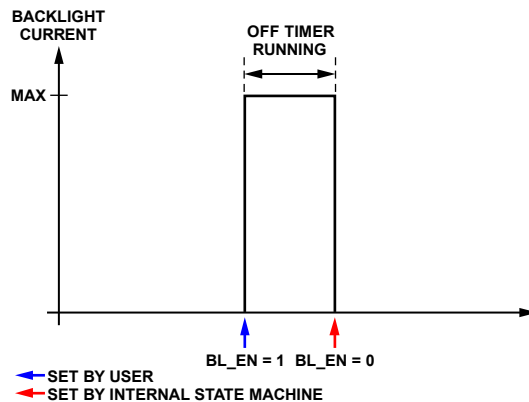 BACKLIGHT
CURRENT
OFF TIMER
RUNNING
MAX
BL_EN = 1 BL_EN = 0
SET BY USER
SET BY INTERNAL STATE MACHINE